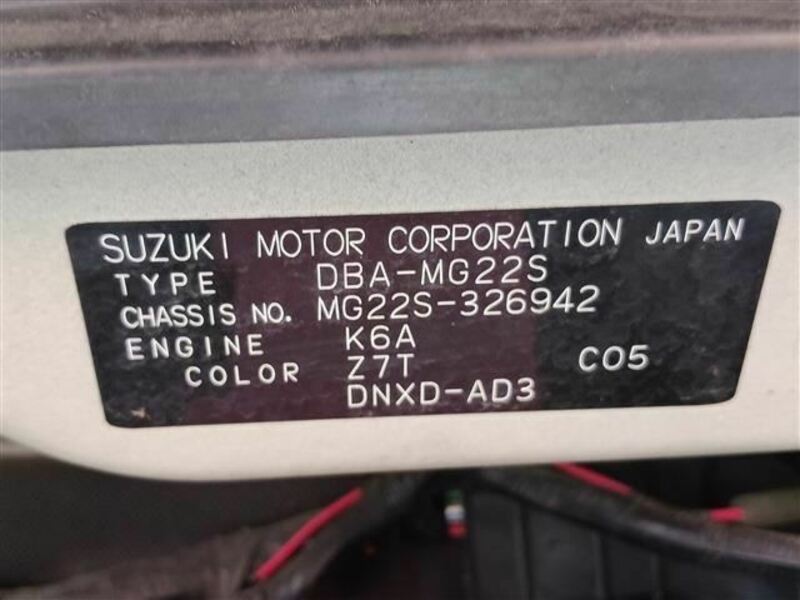 SUZUKI MOTOR CORPORATION JAPAN
TYPE DBA-MG22S
CHASSIS NO. MG22S-326942
ENGINE K6A
COLOR Z7T C05
DNXD-AD3